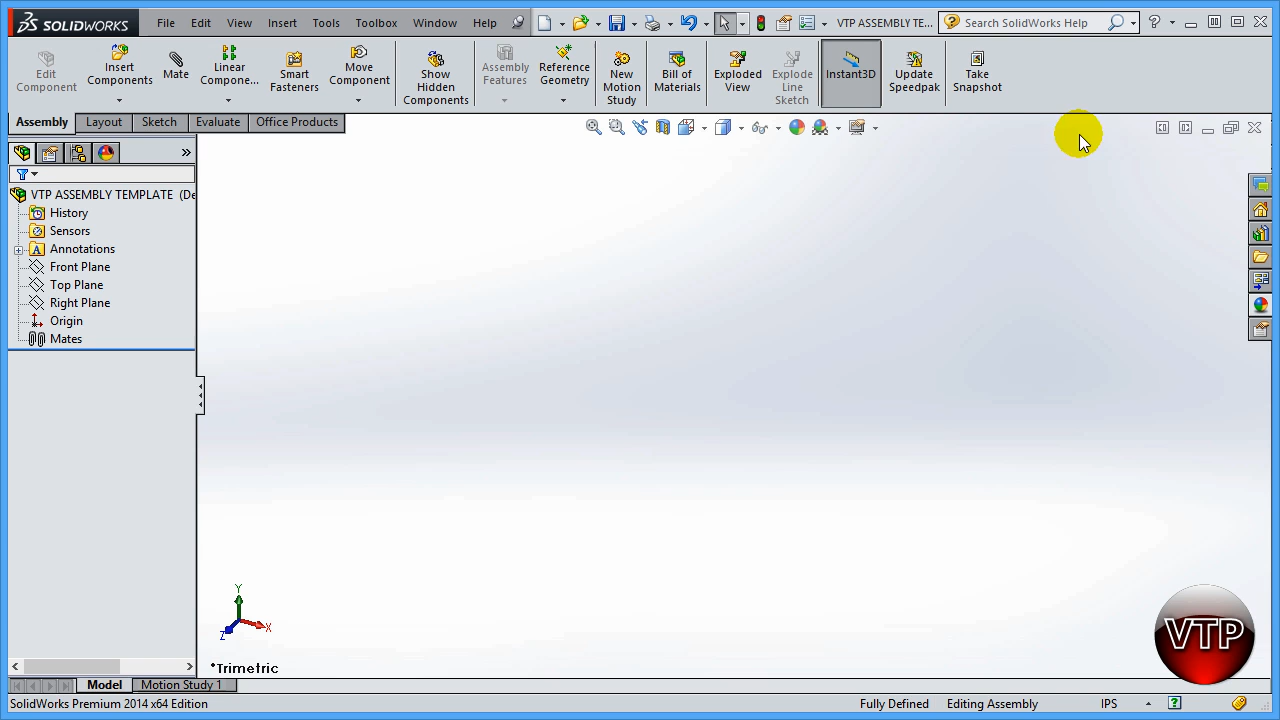 SOLIDWORKS File Edit View Insert Tools Toolbox Window Help VTP ASSEMBLY TE... Search SolidWorks Help
Edit Component
Insert Components
Mate
Linear Compone...
Smart Fasteners
Move Component
Show Hidden Components
Assembly Features
Reference Geometry
New Motion Study
Bill of Materials
Exploded View
Explode Line Sketch
Instant3D
Update Speedpak
Take Snapshot
Assembly Layout Sketch Evaluate Office Products
VTP ASSEMBLY TEMPLATE (De
History
Sensors
Annotations
Front Plane
Top Plane
Right Plane
Origin
Mates
Y
X
Z
*Trimetric
VTP
Model Motion Study 1
SolidWorks Premium 2014 x64 Edition Fully Defined Editing Assembly IPS